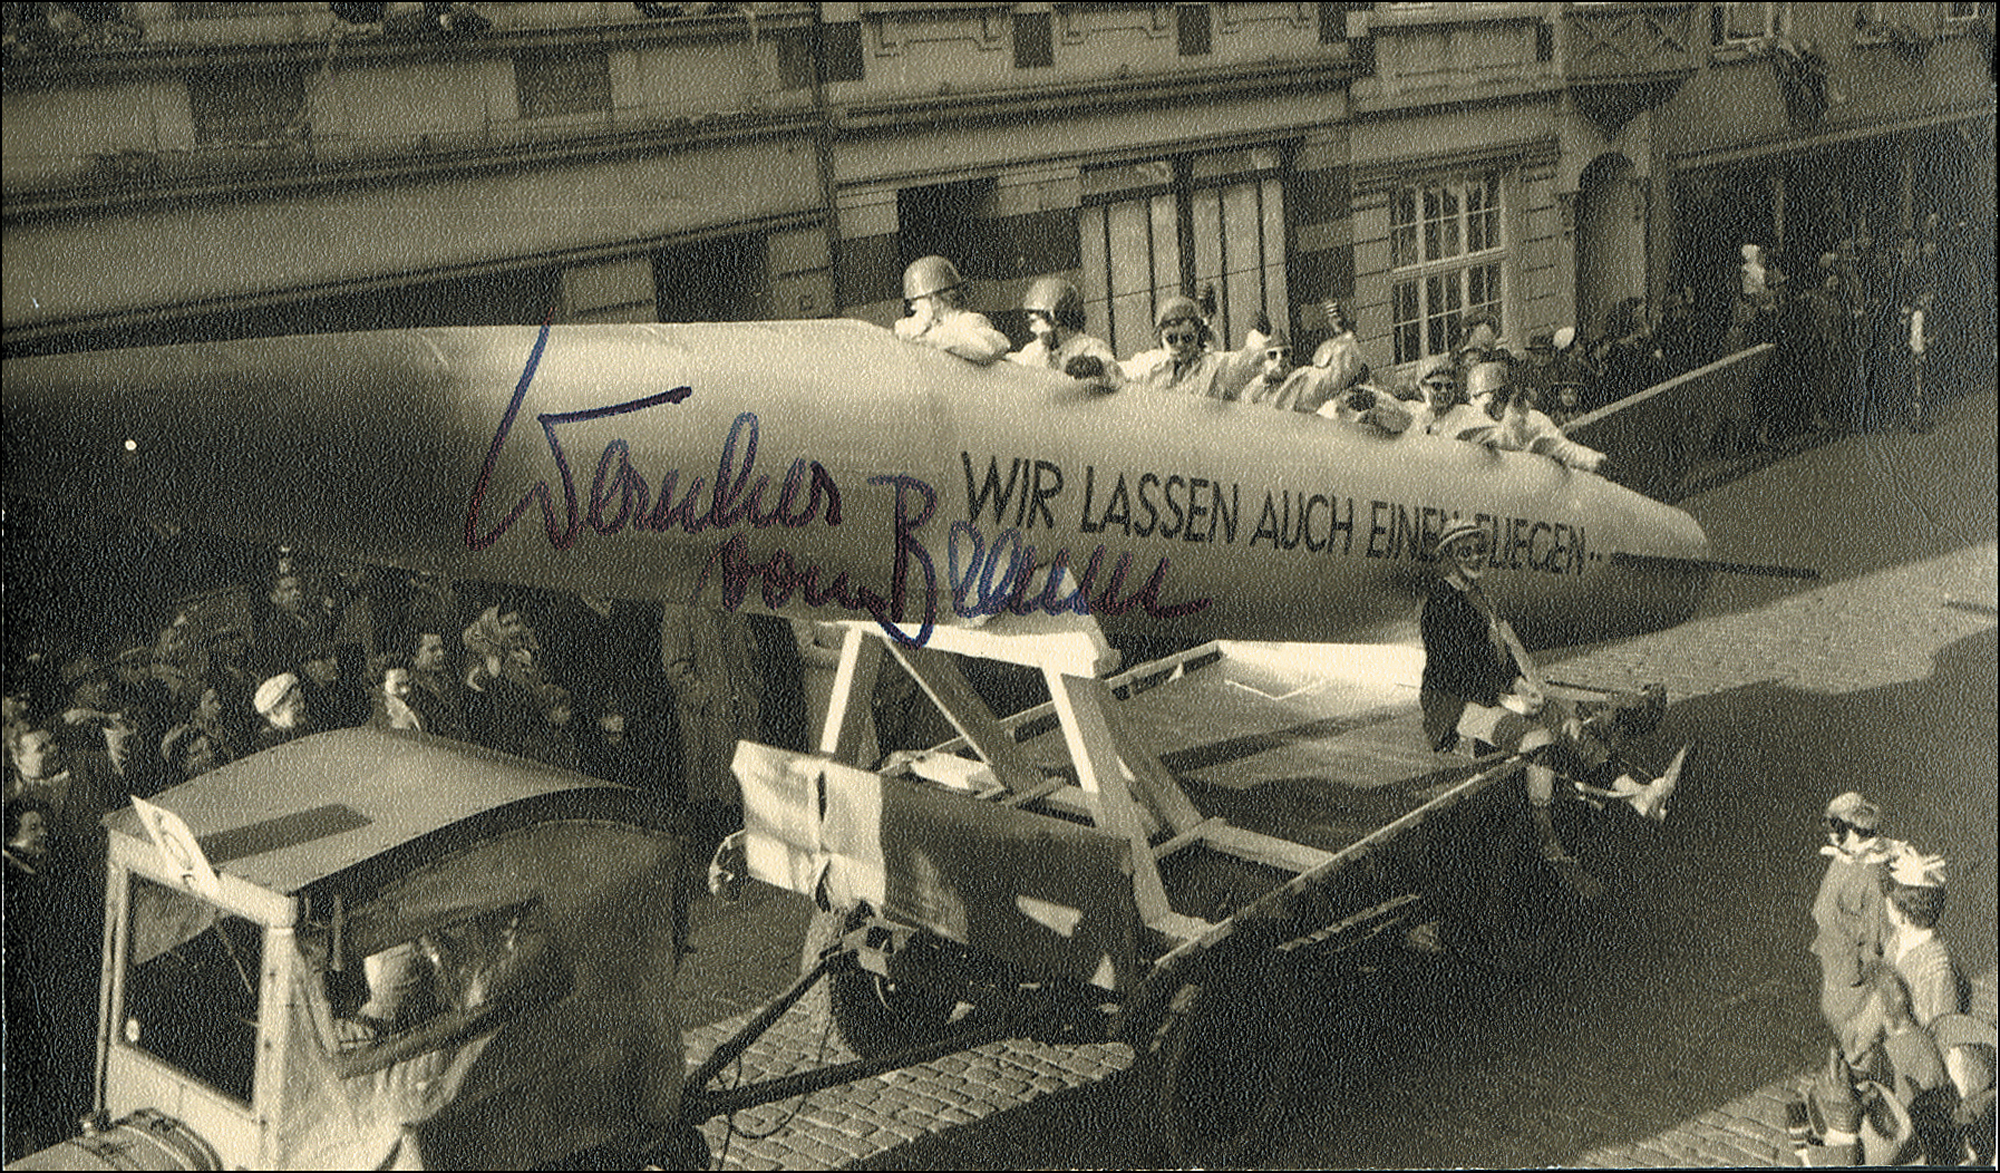 WIR LASSEN AUCH EINEN FLIEGEN..
Wernher
von Braun